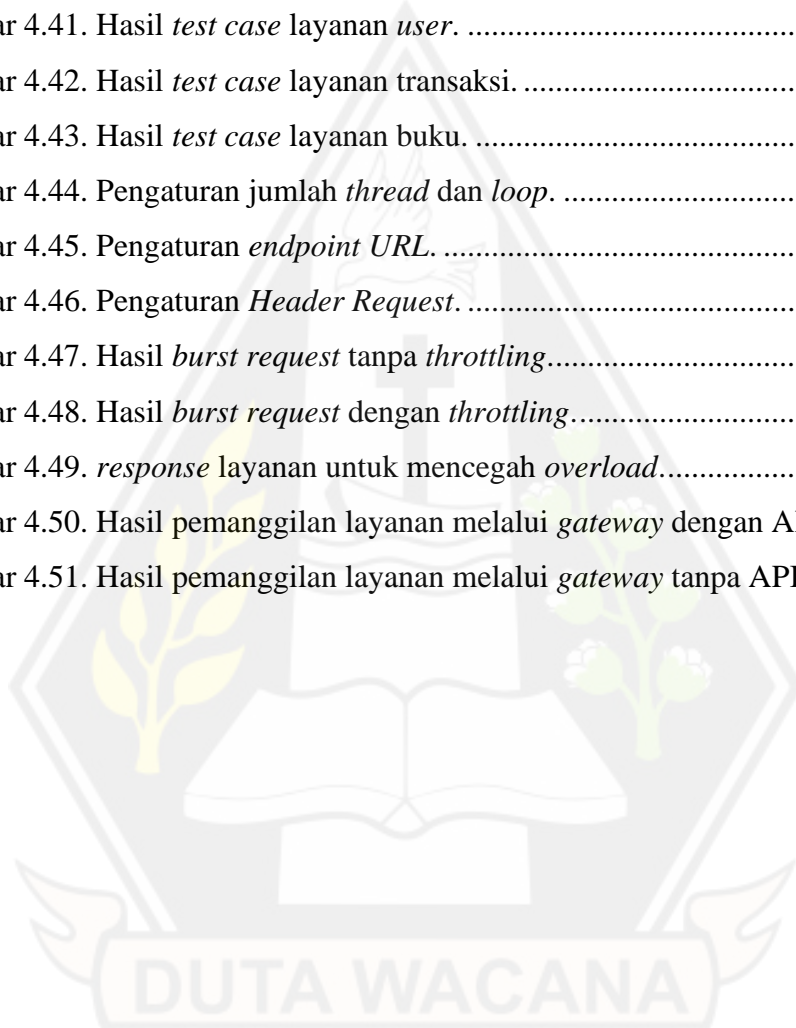 ar 4.41. Hasil test case layanan user. ........................................................
ar 4.42. Hasil test case layanan transaksi. ...............................................
ar 4.43. Hasil test case layanan buku. .......................................................
ar 4.44. Pengaturan jumlah thread dan loop. ........................................
ar 4.45. Pengaturan endpoint URL. ............................................................
ar 4.46. Pengaturan Header Request. ........................................................
ar 4.47. Hasil burst request tanpa throttling..........................................
ar 4.48. Hasil burst request dengan throttling......................................
ar 4.49. response layanan untuk mencegah overload.......................
ar 4.50. Hasil pemanggilan layanan melalui gateway dengan A
ar 4.51. Hasil pemanggilan layanan melalui gateway tanpa API
DUTA WACANA